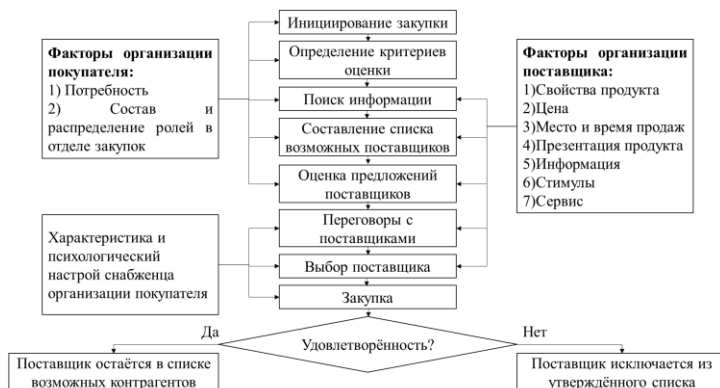 Инициирование закупки
Определение критериев
оценки
Поиск информации
Составление списка
возможных поставщиков
Оценка предложений
поставщиков
Переговоры с
поставщиками
Выбор поставщика
Закупка
Факторы организации
покупателя:
1) Потребность
2) Состав и
распределение ролей в
отделе закупок
Характеристика и
психологический
настрой снабженца
организации покупателя
Факторы организации
поставщика:
1)Свойства продукта
2)Цена
3)Место и время продаж
4)Презентация продукта
5)Информация
6)Стимулы
7)Сервис
Да
Удовлетворённость?
Нет
Поставщик остаётся в списке
возможных контрагентов
Поставщик исключается из
утверждённого списка